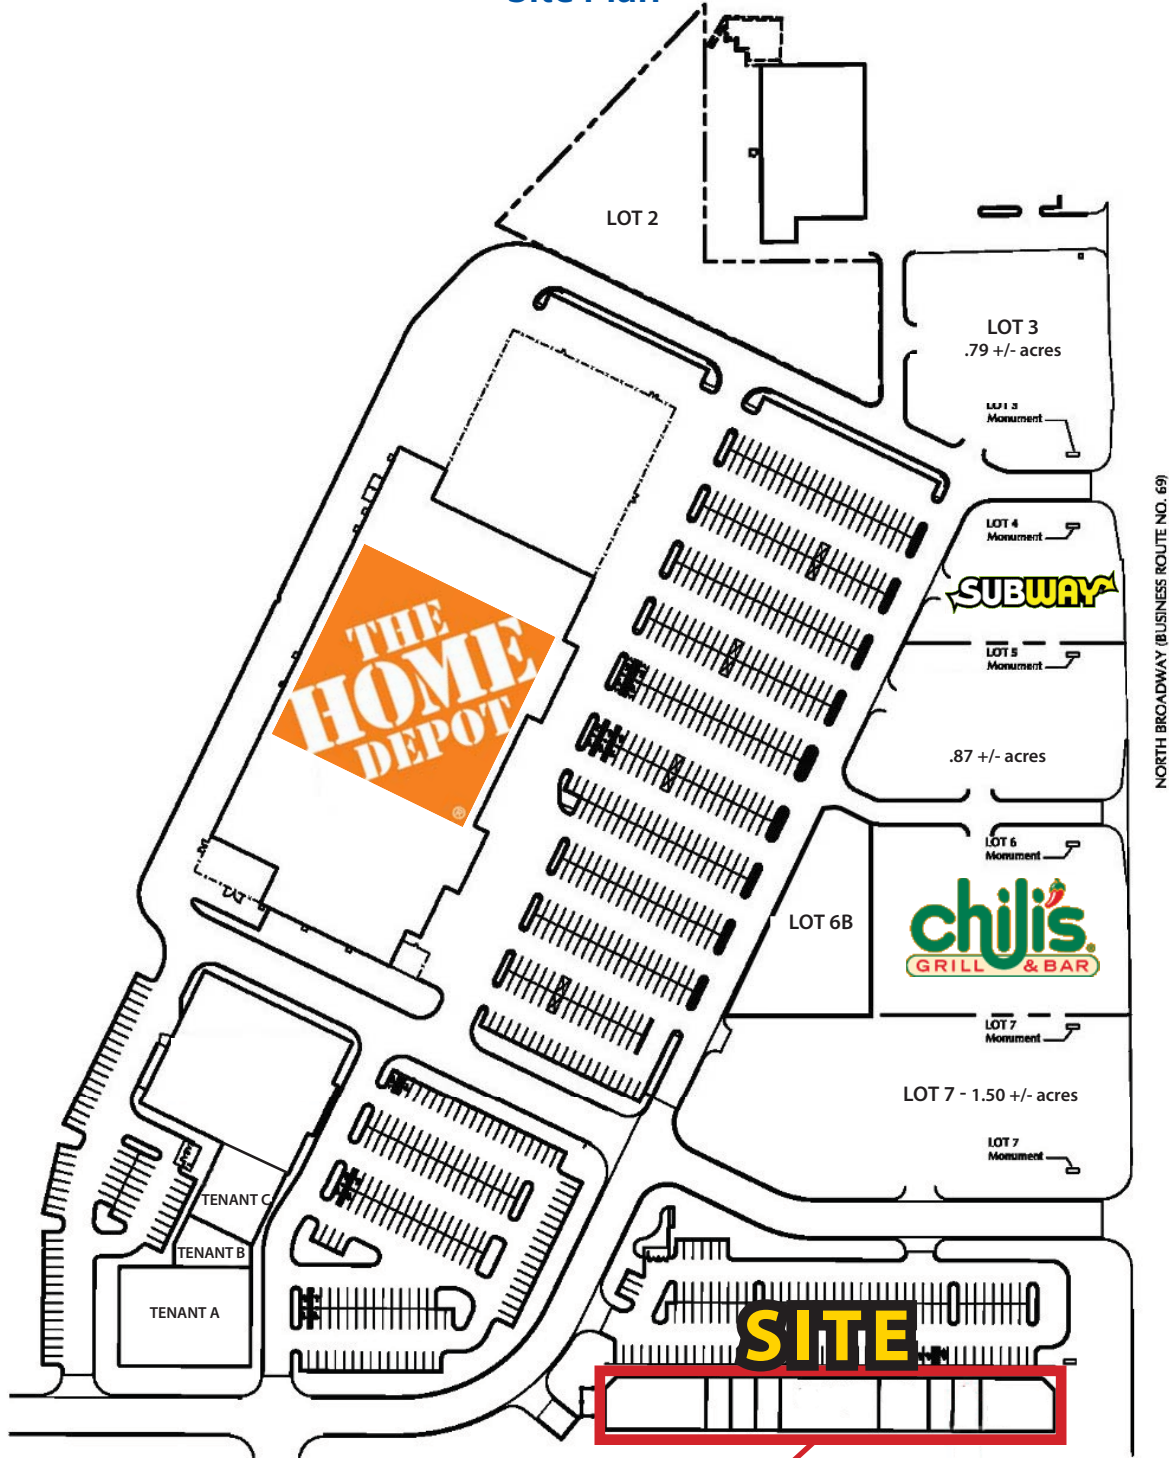 Site Plan
LOT 2
LOT 3
.79 +/- acres
LOT 3
Monument
NORTH BROADWAY (BUSINESS ROUTE NO. 69)
LOT 4
Monument
SUBWAY
LOT 5
Monument
THE
HOME
DEPOT
®
.87 +/- acres
LOT 6
Monument
LOT 6B
chili's
GRILL & BAR
LOT 7
Monument
LOT 7 - 1.50 +/- acres
LOT 7
Monument
TENANT C
TENANT B
TENANT A
SITE